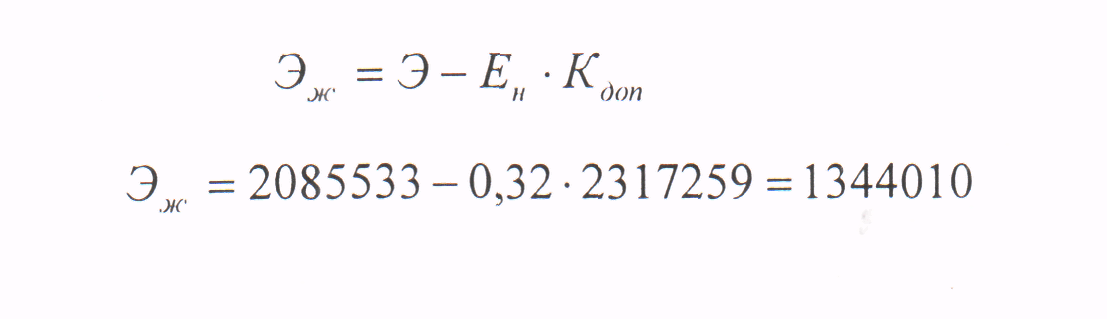 Э_ж = Э − Е_н · К_доп
Э_ж = 2085533 − 0,32 · 2317259 = 1344010